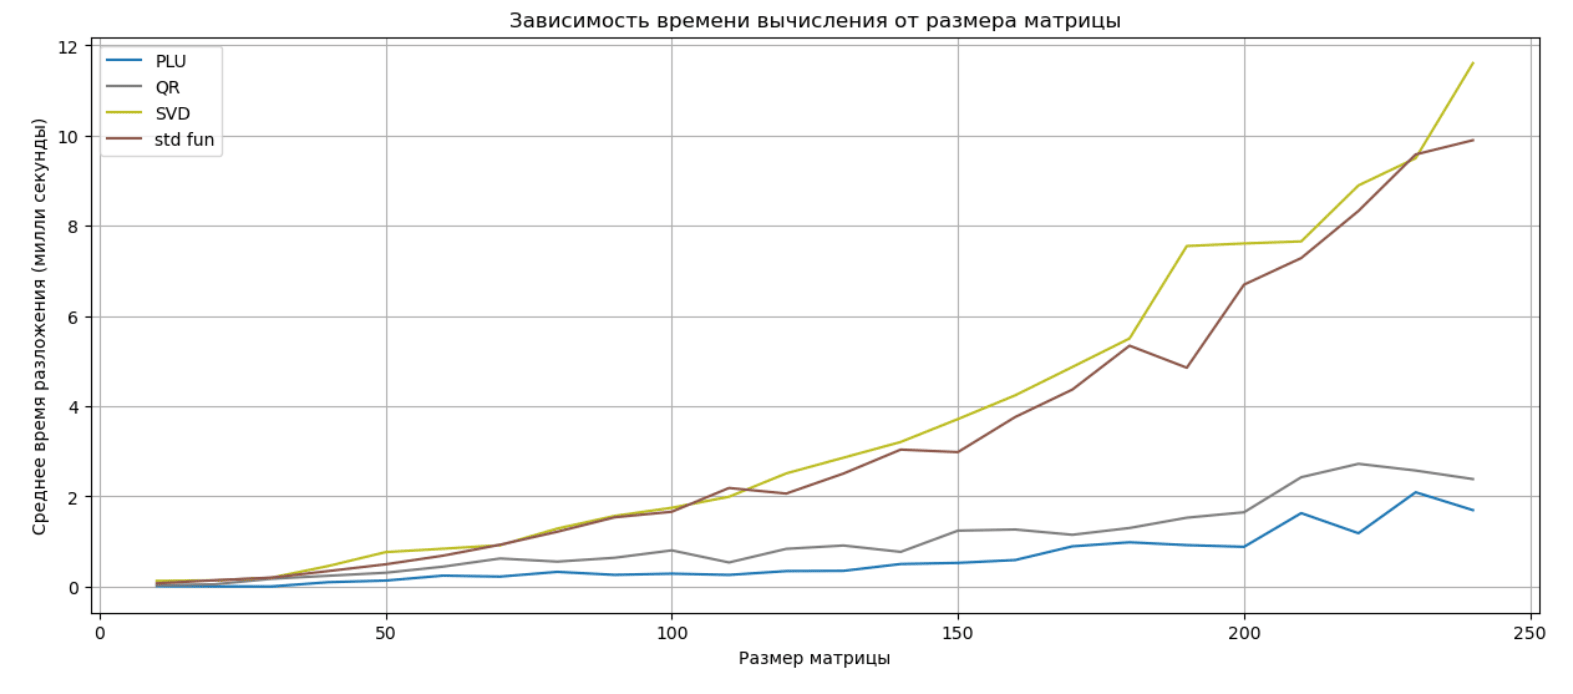 Зависимость времени вычисления от размера матрицы
Среднее время разложения (милли секунды)
12
10
8
6
4
2
0
PLU
QR
SVD
std fun
0
50
100
150
200
250
Размер матрицы